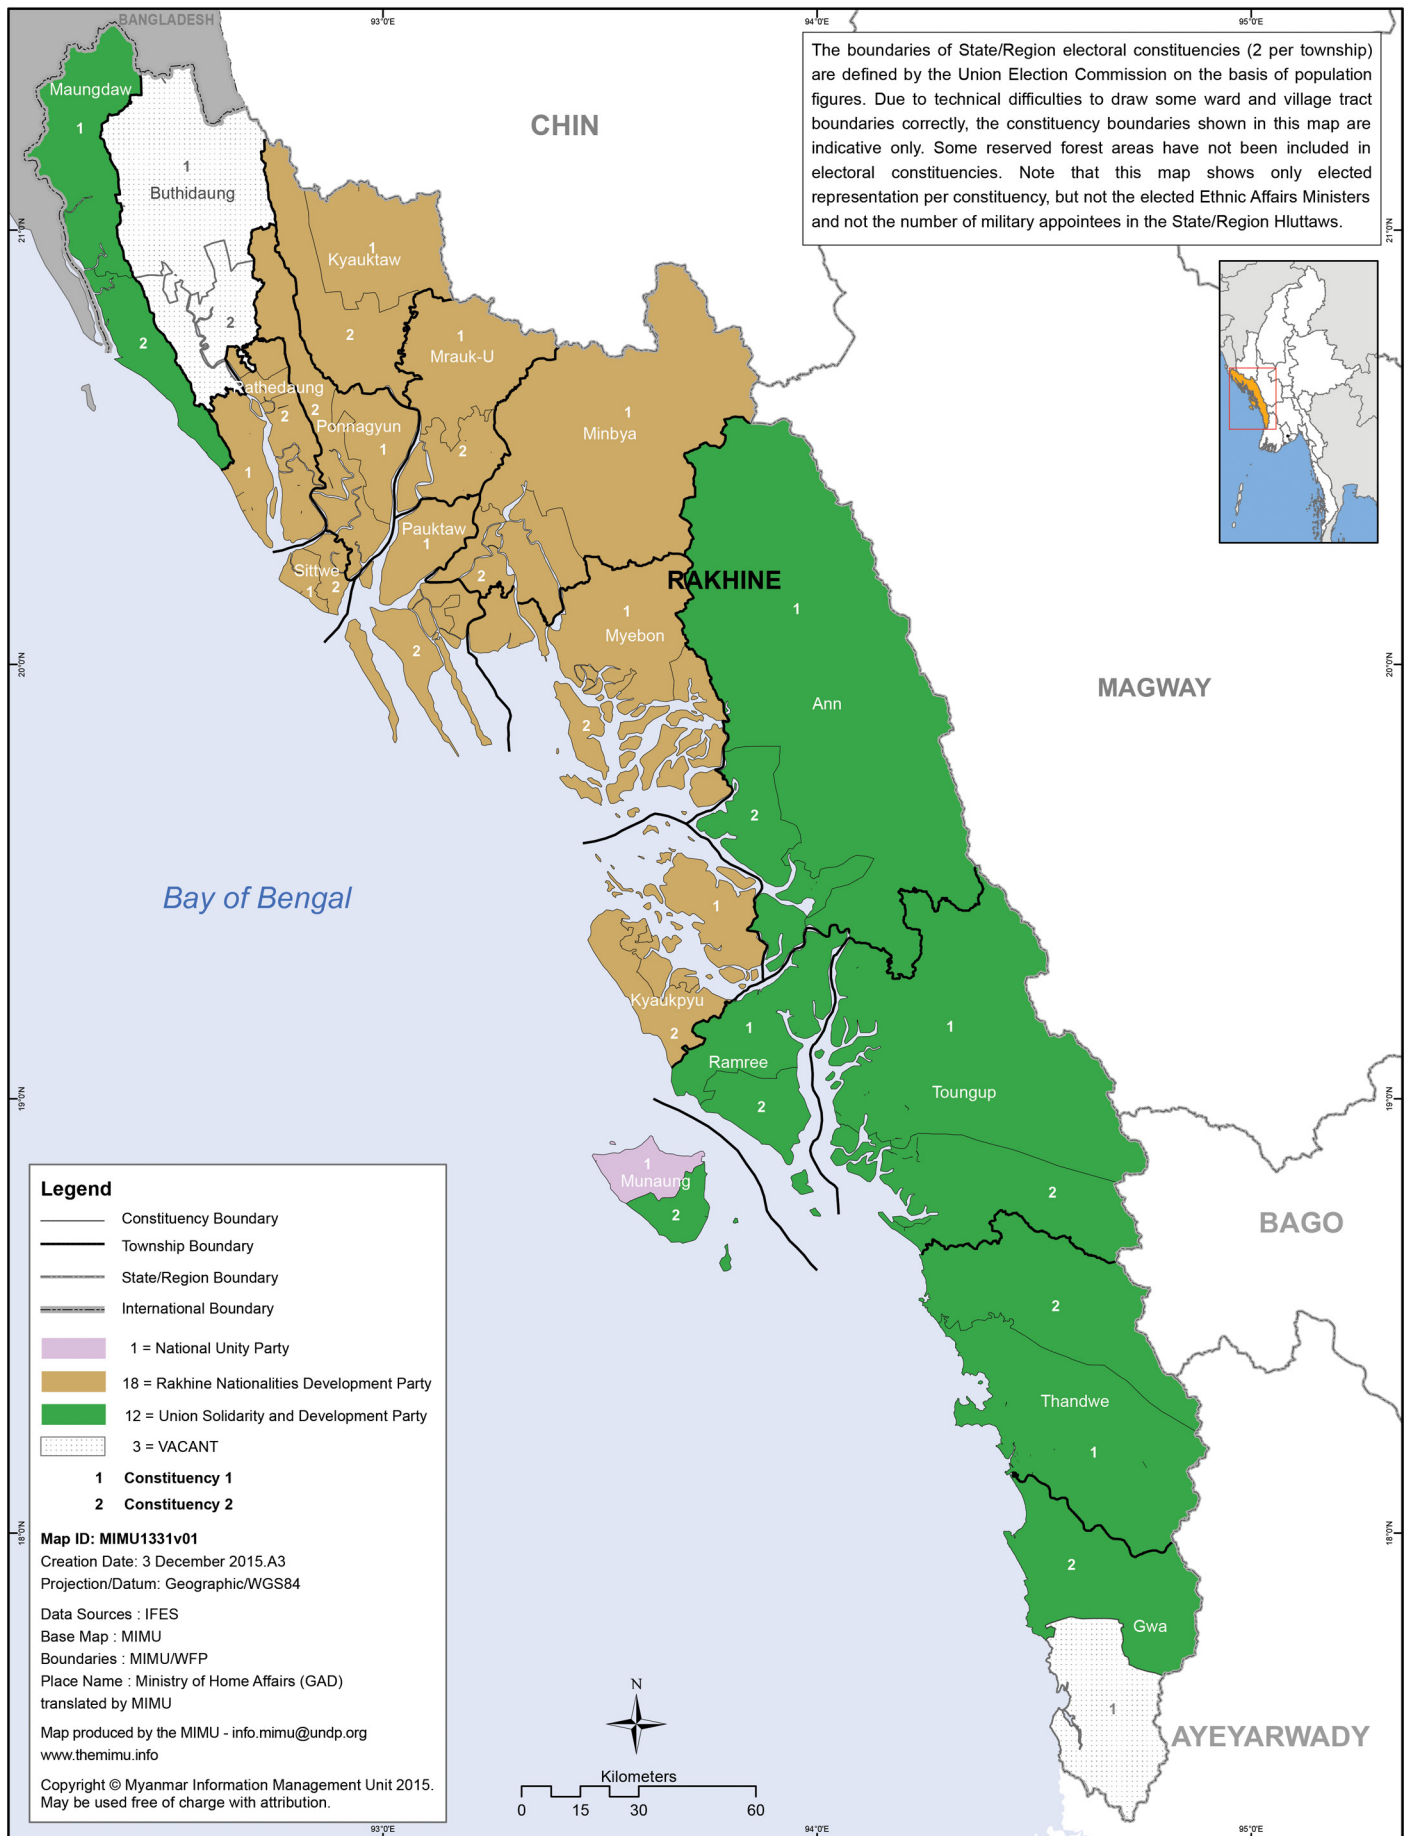 BANGLADESH
93°0'E
94°0'E
95°0'E
The boundaries of State/Region electoral constituencies (2 per township)
are defined by the Union Election Commission on the basis of population
figures. Due to technical difficulties to draw some ward and village tract
boundaries correctly, the constituency boundaries shown in this map are
indicative only. Some reserved forest areas have not been included in
electoral constituencies. Note that this map shows only elected
representation per constituency, but not the elected Ethnic Affairs Ministers
and not the number of military appointees in the State/Region Hluttaws.
Maungdaw
1
CHIN
1
Buthidaung
21°0'N
21°0'N
1
Kyauktaw
2
2
2
1
Mrauk-U
Rathedaung
2
2
Ponnagyun
1
1
Minbya
2
1
Pauktaw
1
Sittwe
1
2
2
RAKHINE
1
1
Myebon
2
20°0'N
20°0'N
MAGWAY
Ann
2
2
Bay of Bengal
1
Kyaukpyu
2
1
Ramree
2
1
Toungup
19°0'N
19°0'N
1
Munaung
2
2
BAGO
2
Thandwe
1
18°0'N
18°0'N
2
Gwa
1
AYEYARWADY
Legend
Constituency Boundary
Township Boundary
State/Region Boundary
International Boundary
1 = National Unity Party
18 = Rakhine Nationalities Development Party
12 = Union Solidarity and Development Party
3 = VACANT
1 Constituency 1
2 Constituency 2
Map ID: MIMU1331v01
Creation Date: 3 December 2015.A3
Projection/Datum: Geographic/WGS84
Data Sources : IFES
Base Map : MIMU
Boundaries : MIMU/WFP
Place Name : Ministry of Home Affairs (GAD)
translated by MIMU
Map produced by the MIMU - info.mimu@undp.org
www.themimu.info
Copyright © Myanmar Information Management Unit 2015.
May be used free of charge with attribution.
N
Kilometers
0 15 30 60
93°0'E
94°0'E
95°0'E